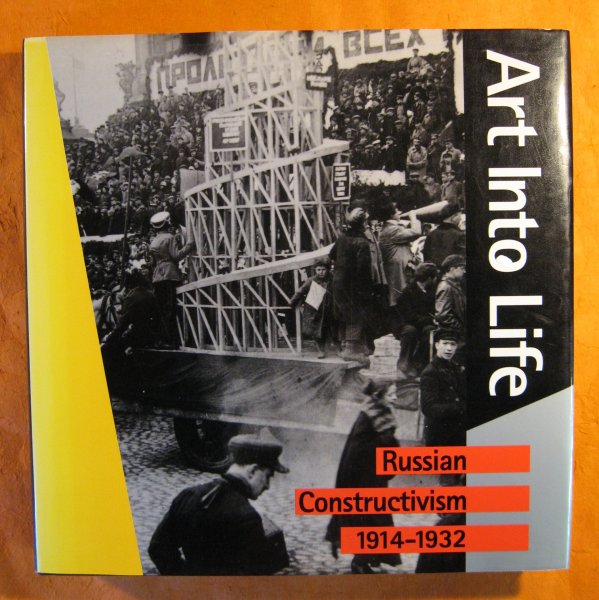 ВСЕХ
Art Into Life
Russian
Constructivism
1914–1932